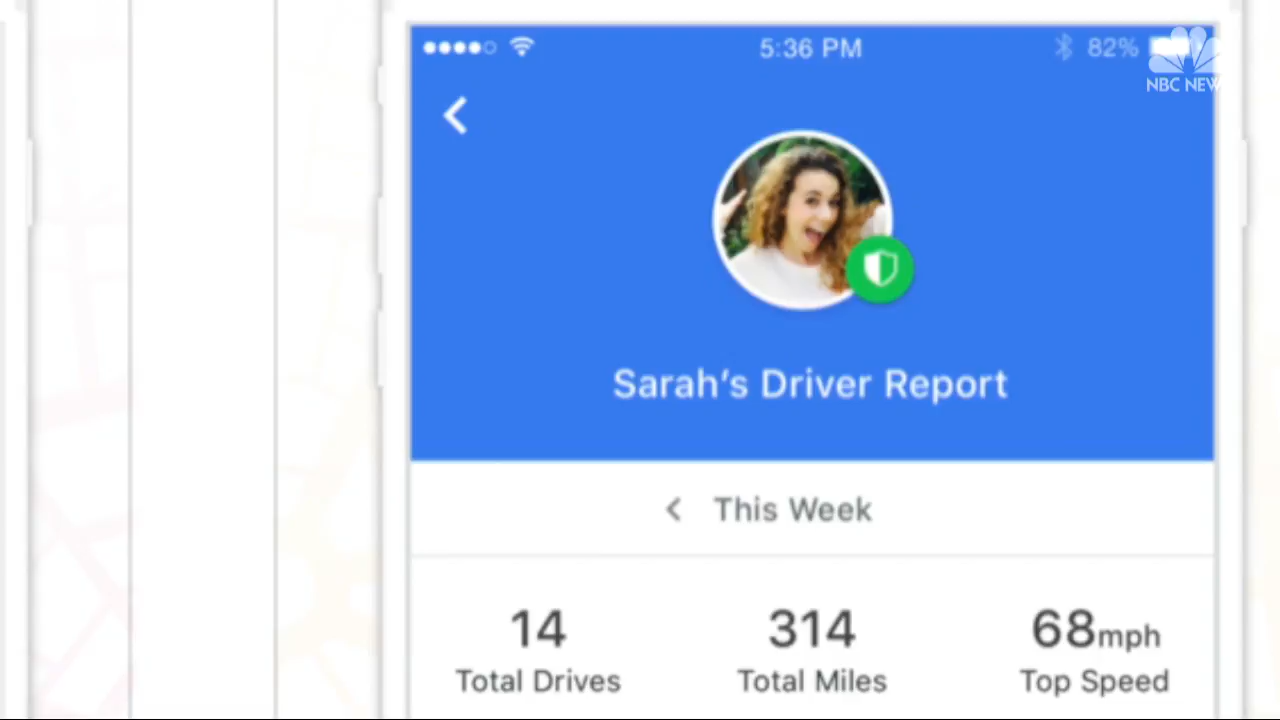 5:36 PM
82%
NBC NEW
Sarah's Driver Report
This Week
14
314
68mph
Total Drives
Total Miles
Top Speed